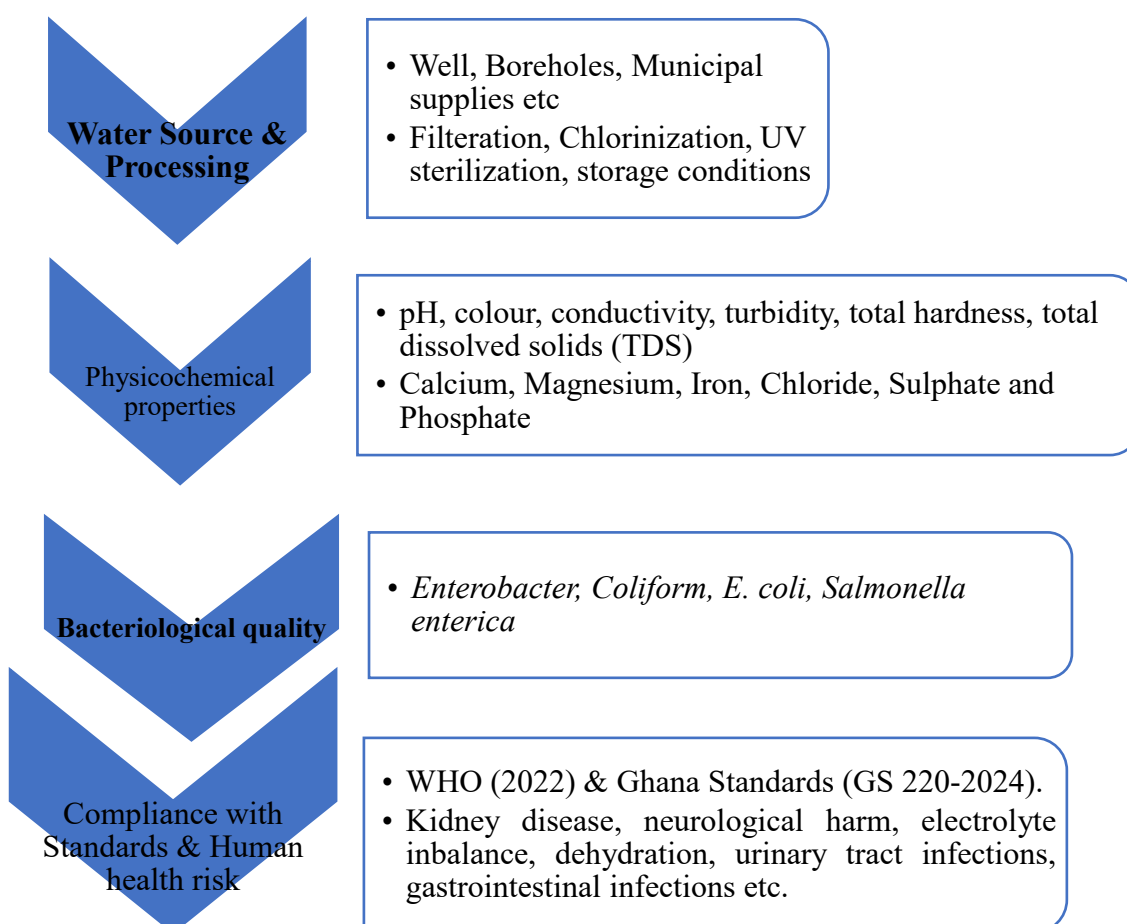 Water Source &
Processing
• Well, Boreholes, Municipal
supplies etc
• Filteration, Chlorinization, UV
sterilization, storage conditions
Physicochemical
properties
• pH, colour, conductivity, turbidity, total hardness, total
dissolved solids (TDS)
• Calcium, Magnesium, Iron, Chloride, Sulphate and
Phosphate
Bacteriological quality
• Enterobacter, Coliform, E. coli, Salmonella
enterica
Compliance with
Standards & Human
health risk
• WHO (2022) & Ghana Standards (GS 220-2024).
• Kidney disease, neurological harm, electrolyte
inbalance, dehydration, urinary tract infections,
gastrointestinal infections etc.